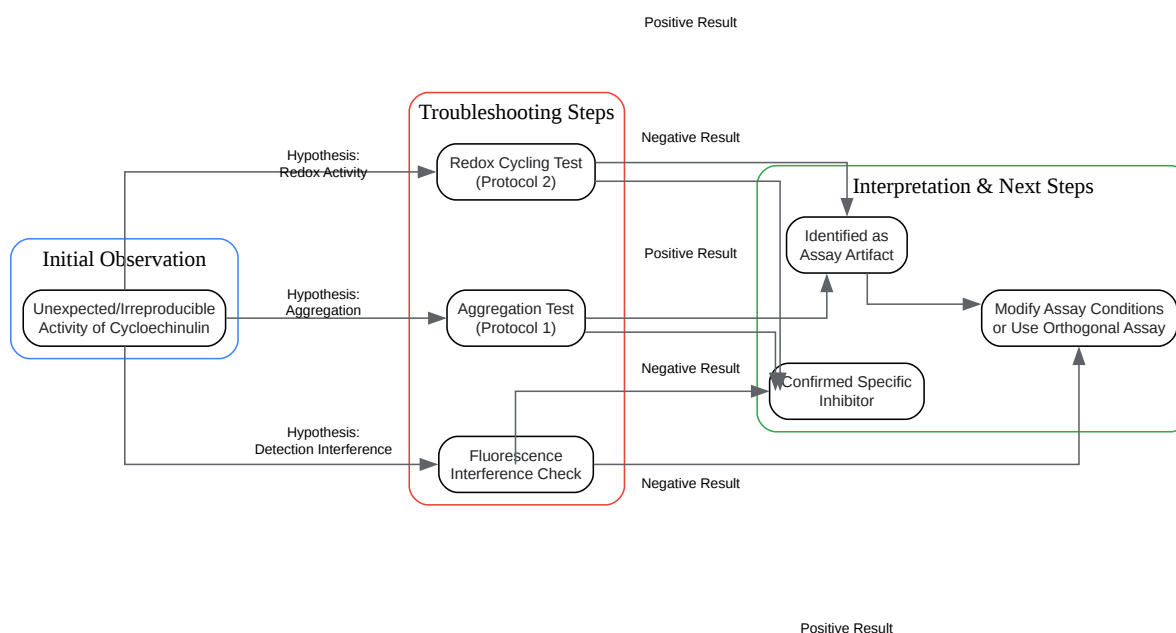 Positive Result
Troubleshooting Steps
Negative Result
Hypothesis:
Redox Activity
Redox Cycling Test
(Protocol 2)
Interpretation & Next Steps
Identified as
Assay Artifact
Initial Observation
Positive Result
Unexpected/Irreproducible
Activity of Cycloechinulin
Hypothesis:
Aggregation
Aggregation Test
(Protocol 1)
Modify Assay Conditions
or Use Orthogonal Assay
Negative Result
Confirmed Specific
Inhibitor
Hypothesis:
Detection Interference
Fluorescence
Interference Check
Negative Result
Positive Result